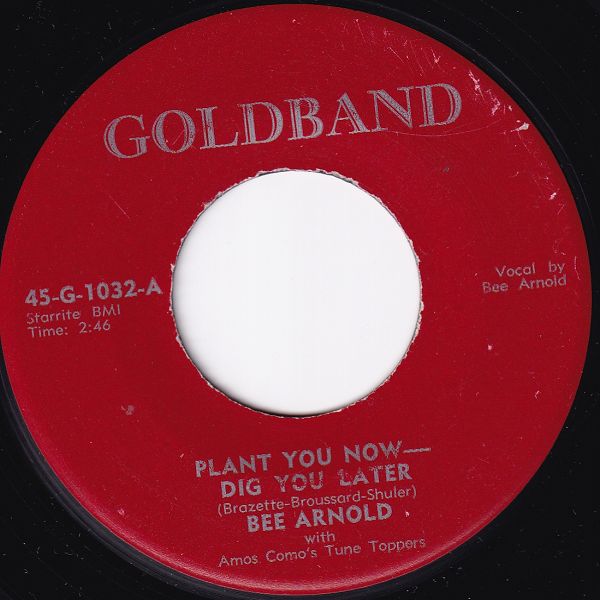 GOLDBAND
45-G-1032-A
Starrite BMI
Time: 2:46
Vocal by
Bee Arnold
PLANT YOU NOW—
DIG YOU LATER
(Brazette-Broussard-Shuler)
BEE ARNOLD
with
Amos Como's Tune Toppers